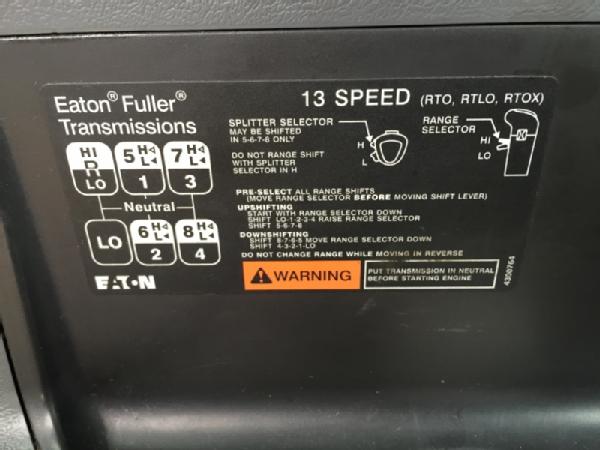 Eaton® Fuller®
Transmissions
13 SPEED (RTO, RTLO, RTOX)
HI R LO
5 H L 1
7 H L 3
Neutral
LO
6 H L 2
8 H L 4
EATON
SPLITTER SELECTOR
MAY BE SHIFTED
IN 5-6-7-8 ONLY
H
L
DO NOT RANGE SHIFT
WITH SPLITTER
SELECTOR IN H
RANGE
SELECTOR
HI
LO
PRE-SELECT ALL RANGE SHIFTS
(MOVE RANGE SELECTOR BEFORE MOVING SHIFT LEVER)
UPSHIFTING
START WITH RANGE SELECTOR DOWN
SHIFT LO-1-2-3-4 RAISE RANGE SELECTOR
SHIFT 5-6-7-8
DOWNSHIFTING
SHIFT 8-7-6-5 MOVE RANGE SELECTOR DOWN
SHIFT 4-3-2-1-LO
DO NOT CHANGE RANGE WHILE MOVING IN REVERSE
WARNING
PUT TRANSMISSION IN NEUTRAL
BEFORE STARTING ENGINE
4300764